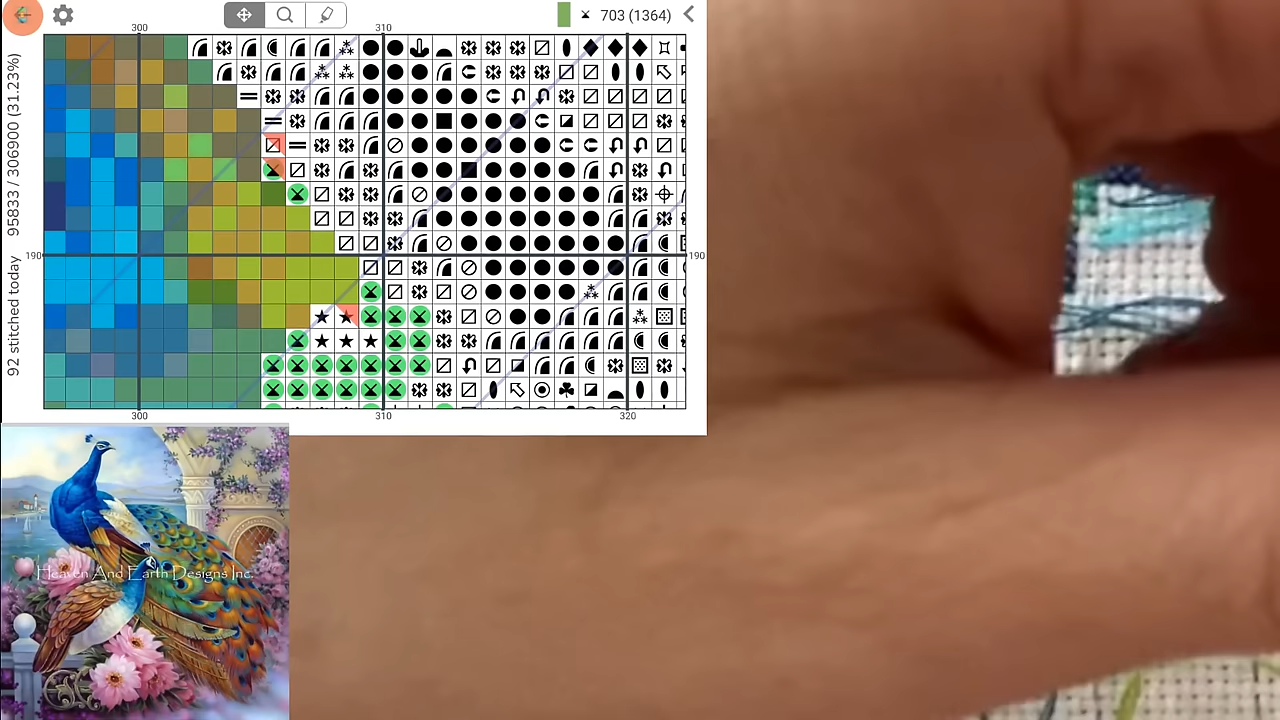 703 (1364)
300
310
95833 / 306900 (31.23%)
92 stitched today
190
190
300
310
320
Heaven And Earth Designs Inc.